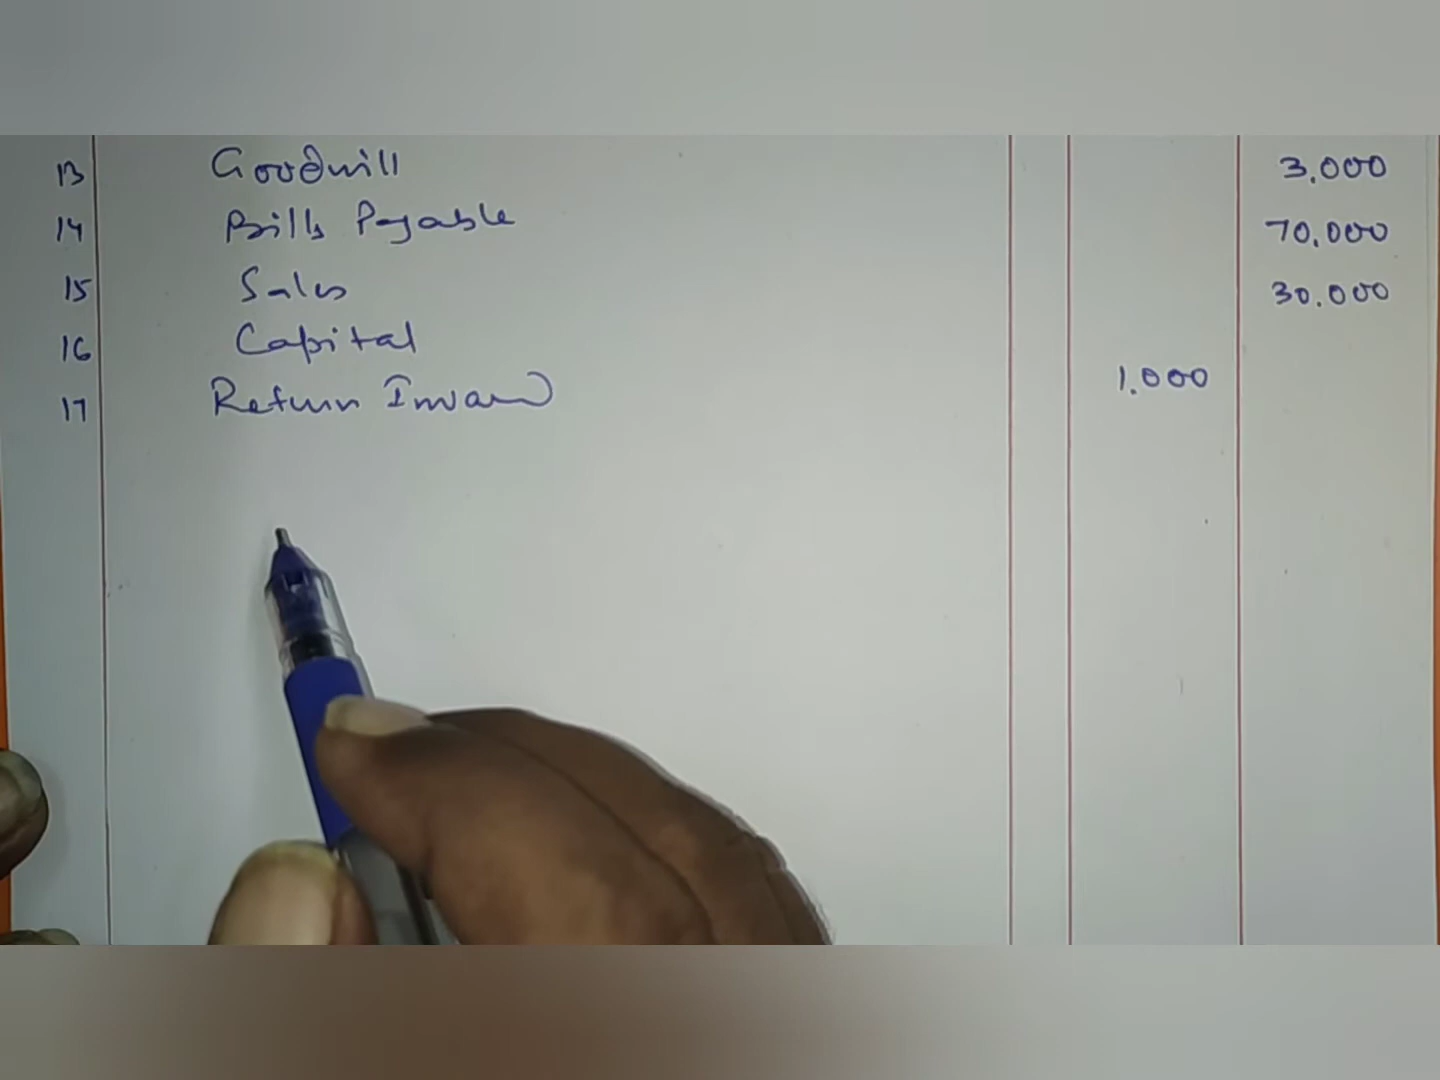 13 Goodwill 3,000
14 Bills Payable 70,000
15 Sales 30,000
16 Capital
17 Return Inward 1,000